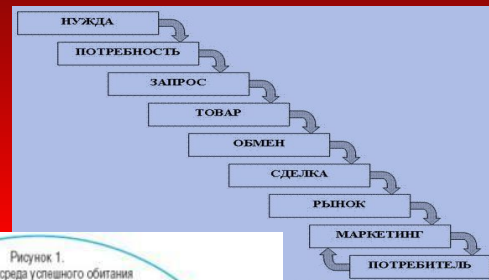 НУЖДА
ПОТРЕБНОСТЬ
ЗАПРОС
ТОВАР
ОБМЕН
СДЕЛКА
РЫНОК
МАРКЕТИНГ
ПОТРЕБИТЕЛЬ
Рисунок 1.
среда успешного обитания